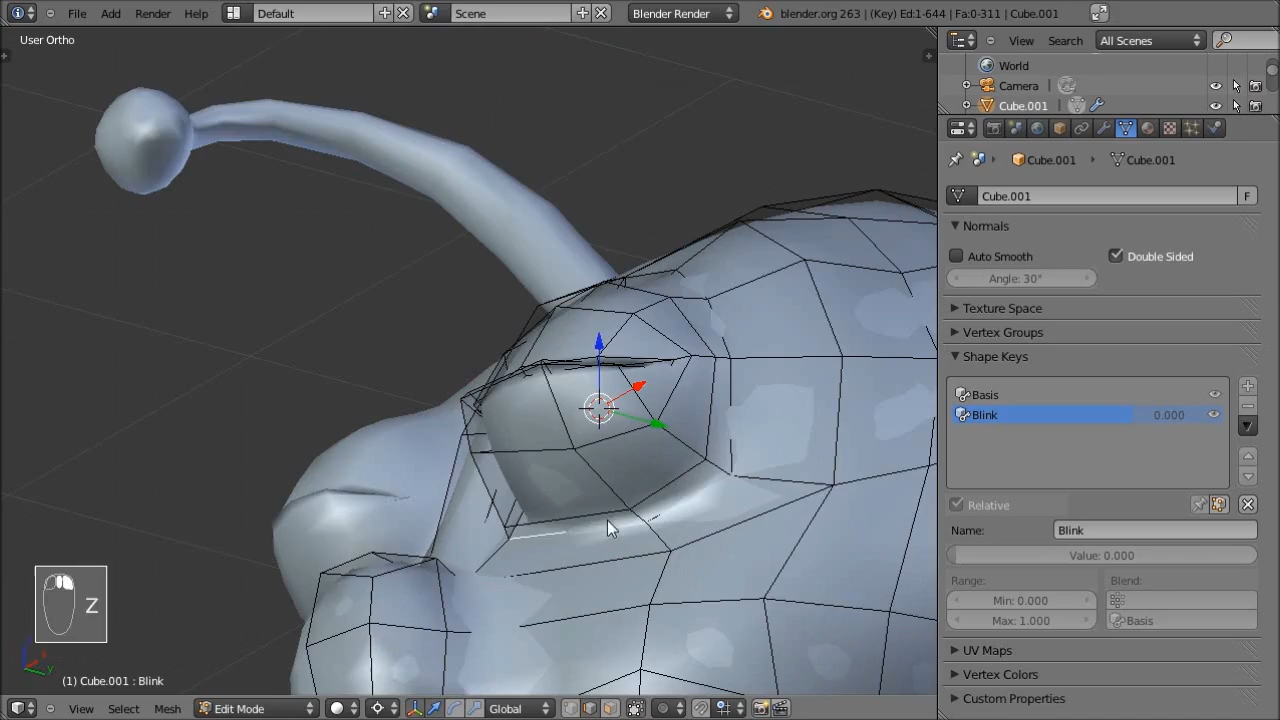 File Add Render Help Default Scene Blender Render blender.org 263 | (Key) Ed:1-644 | Fa:0-311 | Cube.001
User Ortho
View Search All Scenes
World
Camera
Cube.001
Cube.001 Cube.001
Cube.001 F
Normals
Auto Smooth Double Sided
Angle: 30°
Texture Space
Vertex Groups
Shape Keys
Basis
Blink 0.000
Relative
Name: Blink
Value: 0.000
Range: Blend:
Min: 0.000
Max: 1.000 Basis
UV Maps
Vertex Colors
Custom Properties
Z
z
y
(1) Cube.001 : Blink
View Select Mesh Edit Mode Global